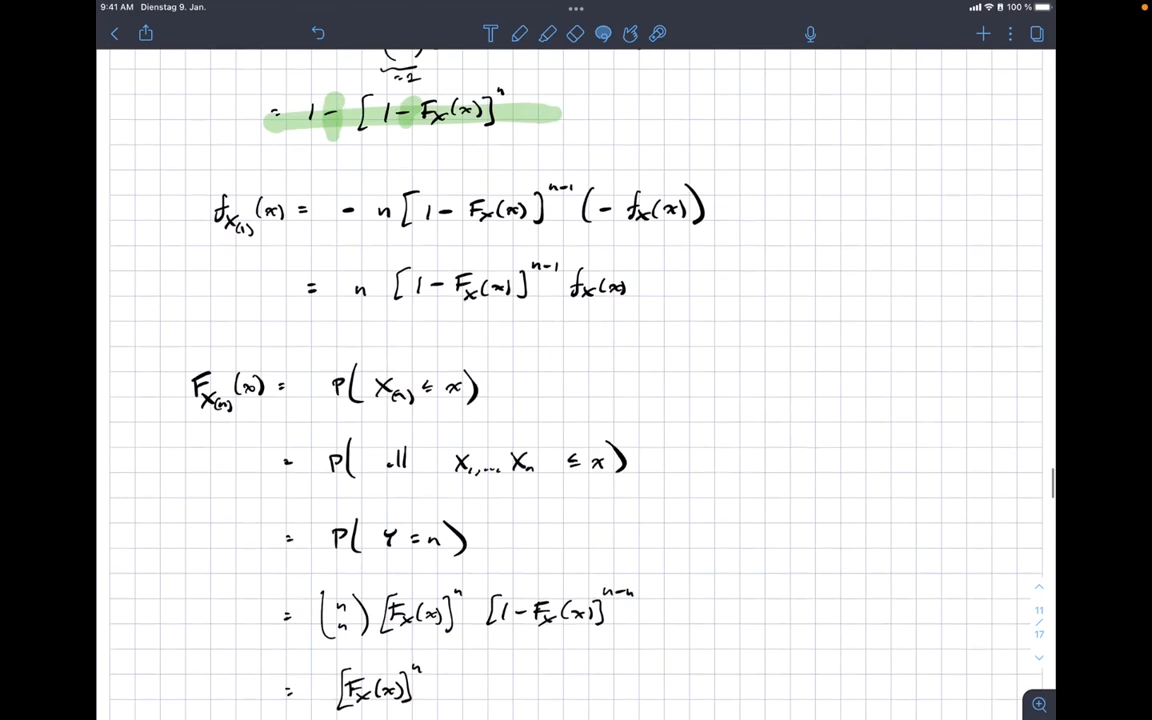 9:41 AM Dienstag 9. Jan. 100 %
=2
= 1 - [1 - F_X(x)]^n
f_{X_{(1)}}(x) = - n [1 - F_X(x)]^{n-1} (- f_X(x))
= n [1 - F_X(x)]^{n-1} f_X(x)
F_{X_{(n)}}(x) = P( X_{(n)} ≤ x )
= P( all X_1,... X_n ≤ x )
= P( Y = n )
= (n n) [F_X(x)]^n [1 - F_X(x)]^{n-n}
= [F_X(x)]^n
11
/
17